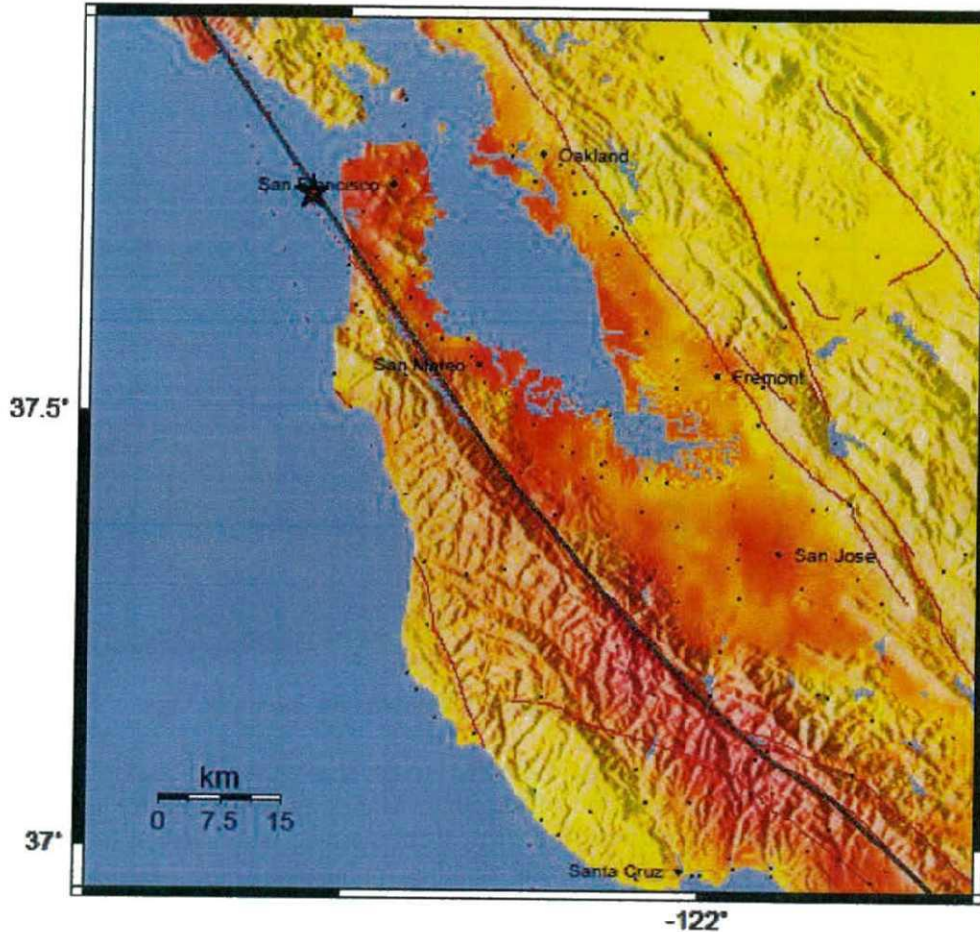 Oakland
San Francisco
San Mateo
Fremont
37.5°
San Jose
km
0 7.5 15
37°
Santa Cruz
-122°